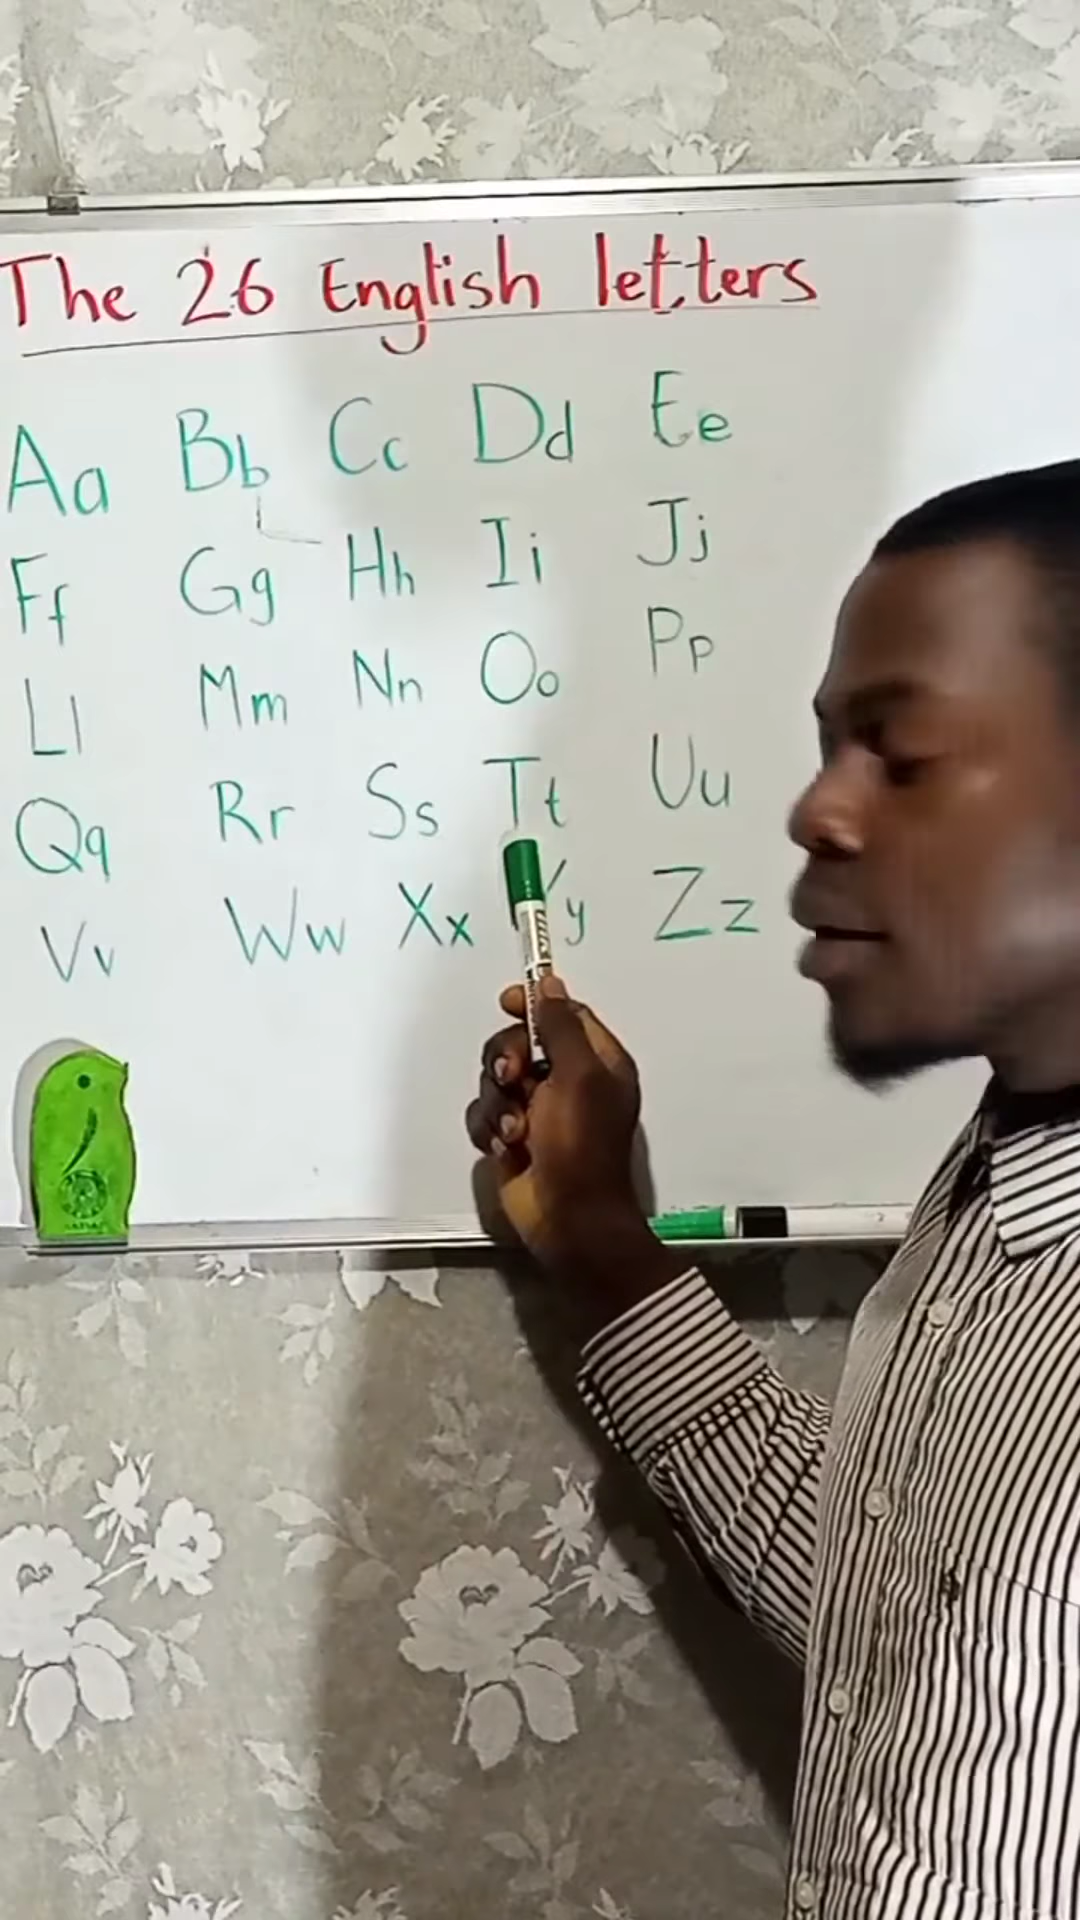 The 26 English letters
Aa Bb Cc Dd Ee
Ff Gg Hh Ii Jj
Ll Mm Nn Oo Pp
Qq Rr Ss Tt Uu
Vv Ww Xx Yy Zz